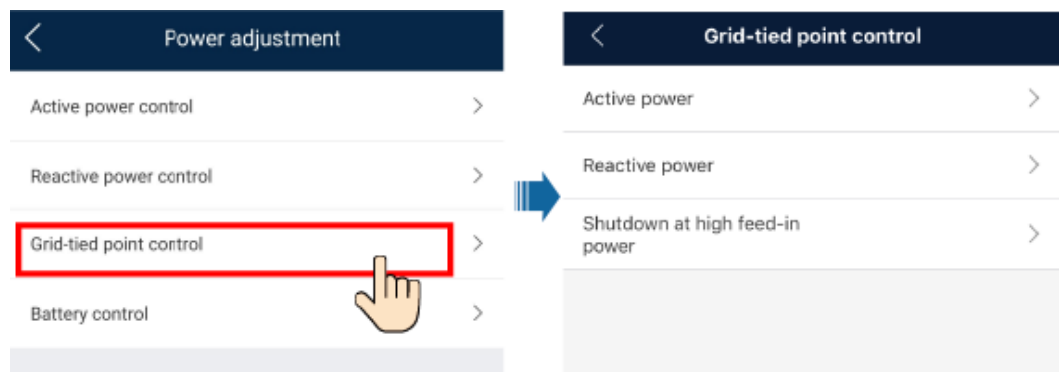 Power adjustment
Active power control
Reactive power control
Grid-tied point control
Battery control
Grid-tied point control
Active power
Reactive power
Shutdown at high feed-in
power